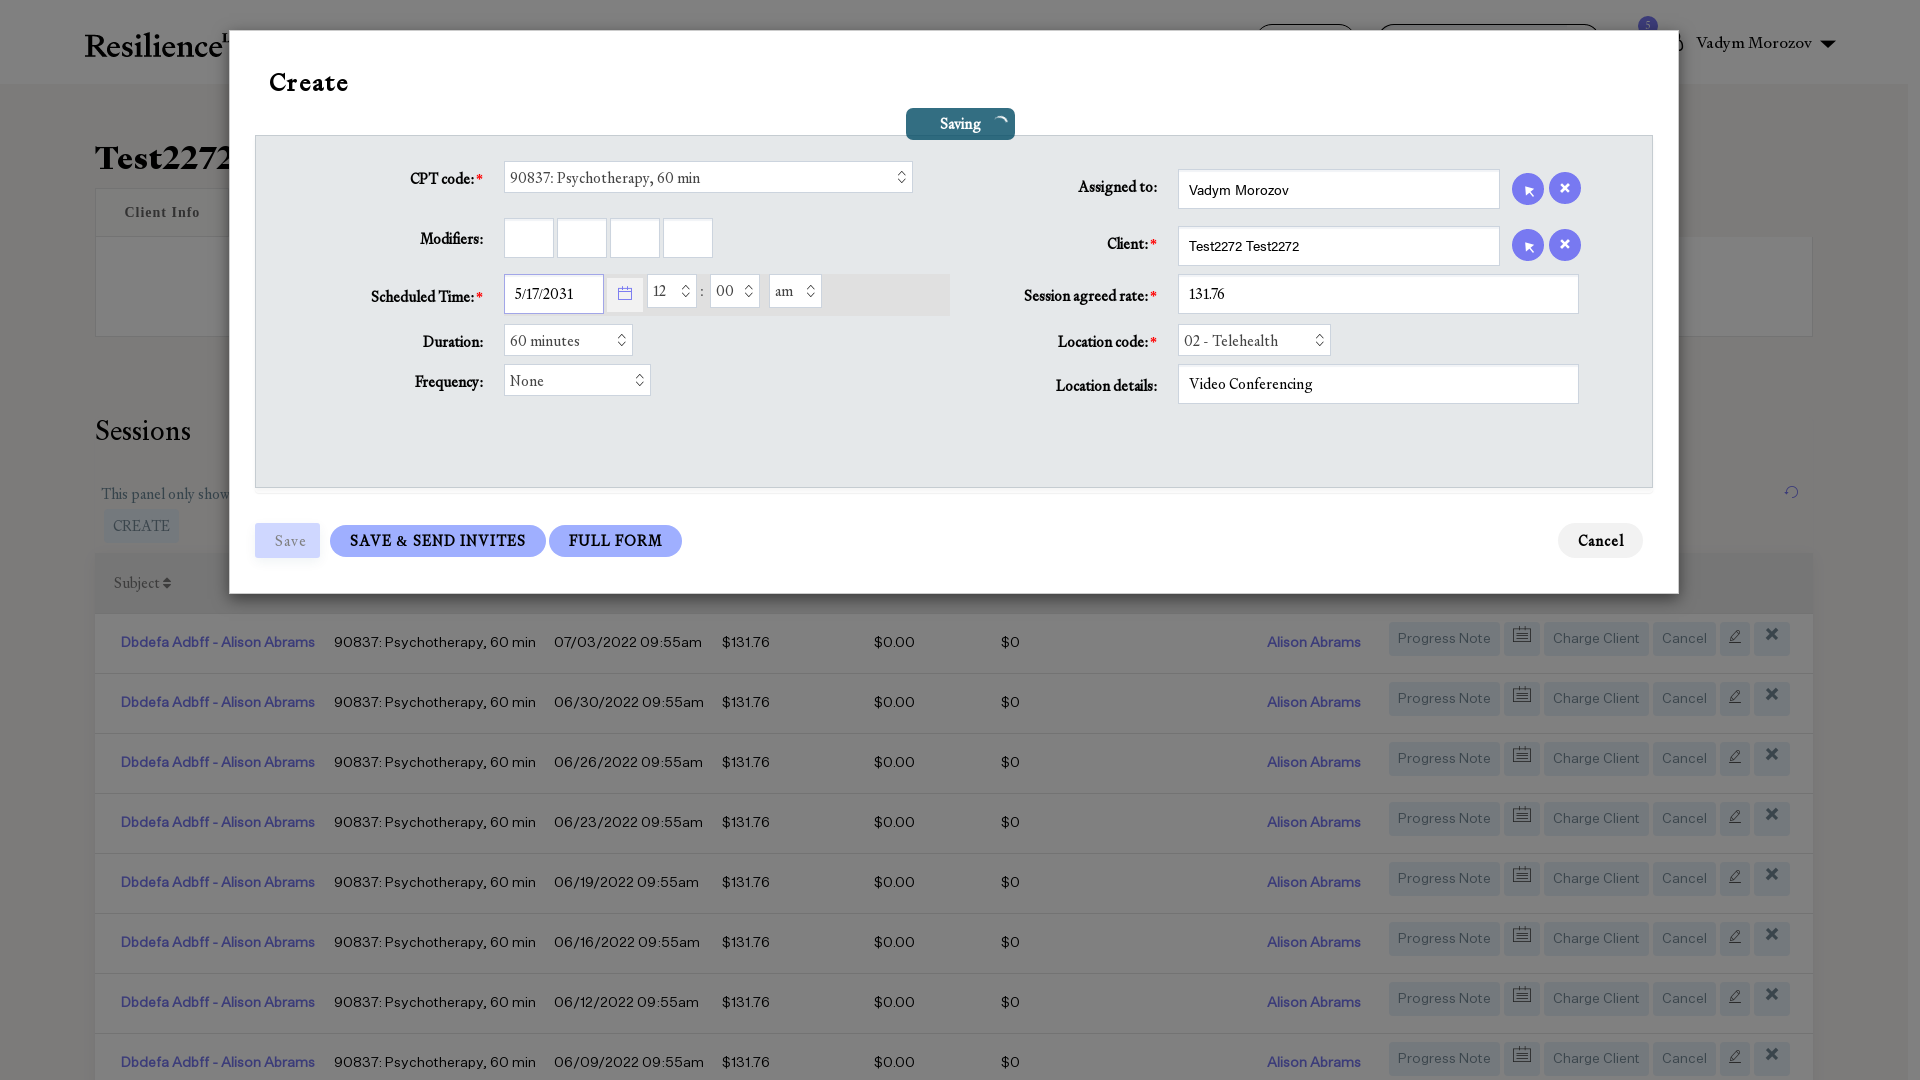 Resilience
5
Vadym Morozov
Create
Saving
Test2272
CPT code:*
90837: Psychotherapy, 60 min
Assigned to:
Vadym Morozov
Client Info
Modifiers:
Client:*
Test2272 Test2272
Scheduled Time:*
5/17/2031
12
:
00
am
Session agreed rate:*
131.76
Duration:
60 minutes
Location code:*
02 - Telehealth
Frequency:
None
Location details:
Video Conferencing
Sessions
This panel only show
CREATE
Save
SAVE & SEND INVITES
FULL FORM
Cancel
Subject
Dbdefa Adbff - Alison Abrams 90837: Psychotherapy, 60 min 07/03/2022 09:55am $131.76 $0.00 $0 Alison Abrams Progress Note Charge Client Cancel
Dbdefa Adbff - Alison Abrams 90837: Psychotherapy, 60 min 06/30/2022 09:55am $131.76 $0.00 $0 Alison Abrams Progress Note Charge Client Cancel
Dbdefa Adbff - Alison Abrams 90837: Psychotherapy, 60 min 06/26/2022 09:55am $131.76 $0.00 $0 Alison Abrams Progress Note Charge Client Cancel
Dbdefa Adbff - Alison Abrams 90837: Psychotherapy, 60 min 06/23/2022 09:55am $131.76 $0.00 $0 Alison Abrams Progress Note Charge Client Cancel
Dbdefa Adbff - Alison Abrams 90837: Psychotherapy, 60 min 06/19/2022 09:55am $131.76 $0.00 $0 Alison Abrams Progress Note Charge Client Cancel
Dbdefa Adbff - Alison Abrams 90837: Psychotherapy, 60 min 06/16/2022 09:55am $131.76 $0.00 $0 Alison Abrams Progress Note Charge Client Cancel
Dbdefa Adbff - Alison Abrams 90837: Psychotherapy, 60 min 06/12/2022 09:55am $131.76 $0.00 $0 Alison Abrams Progress Note Charge Client Cancel
Dbdefa Adbff - Alison Abrams 90837: Psychotherapy, 60 min 06/09/2022 09:55am $131.76 $0.00 $0 Alison Abrams Progress Note Charge Client Cancel